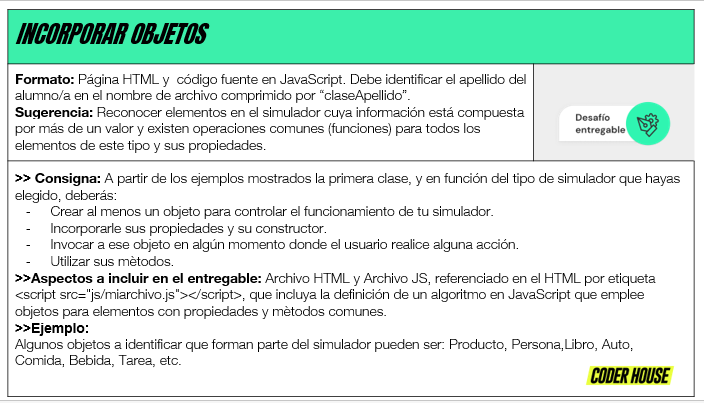 INCORPORAR OBJETOS
Formato: Página HTML y código fuente en JavaScript. Debe identificar el apellido del
alumno/a en el nombre de archivo comprimido por “claseApellido”.
Sugerencia: Reconocer elementos en el simulador cuya información está compuesta
por más de un valor y existen operaciones comunes (funciones) para todos los
elementos de este tipo y sus propiedades.
Desafío
entregable
>> Consigna: A partir de los ejemplos mostrados la primera clase, y en función del tipo de simulador que hayas
elegido, deberás:
- Crear al menos un objeto para controlar el funcionamiento de tu simulador.
- Incorporarle sus propiedades y su constructor.
- Invocar a ese objeto en algún momento donde el usuario realice alguna acción.
- Utilizar sus mètodos.
>>Aspectos a incluir en el entregable: Archivo HTML y Archivo JS, referenciado en el HTML por etiqueta
<script src="js/miarchivo.js"></script>, que incluya la definición de un algoritmo en JavaScript que emplee
objetos para elementos con propiedades y mètodos comunes.
>>Ejemplo:
Algunos objetos a identificar que forman parte del simulador pueden ser: Producto, Persona,Libro, Auto,
Comida, Bebida, Tarea, etc.
CODER HOUSE